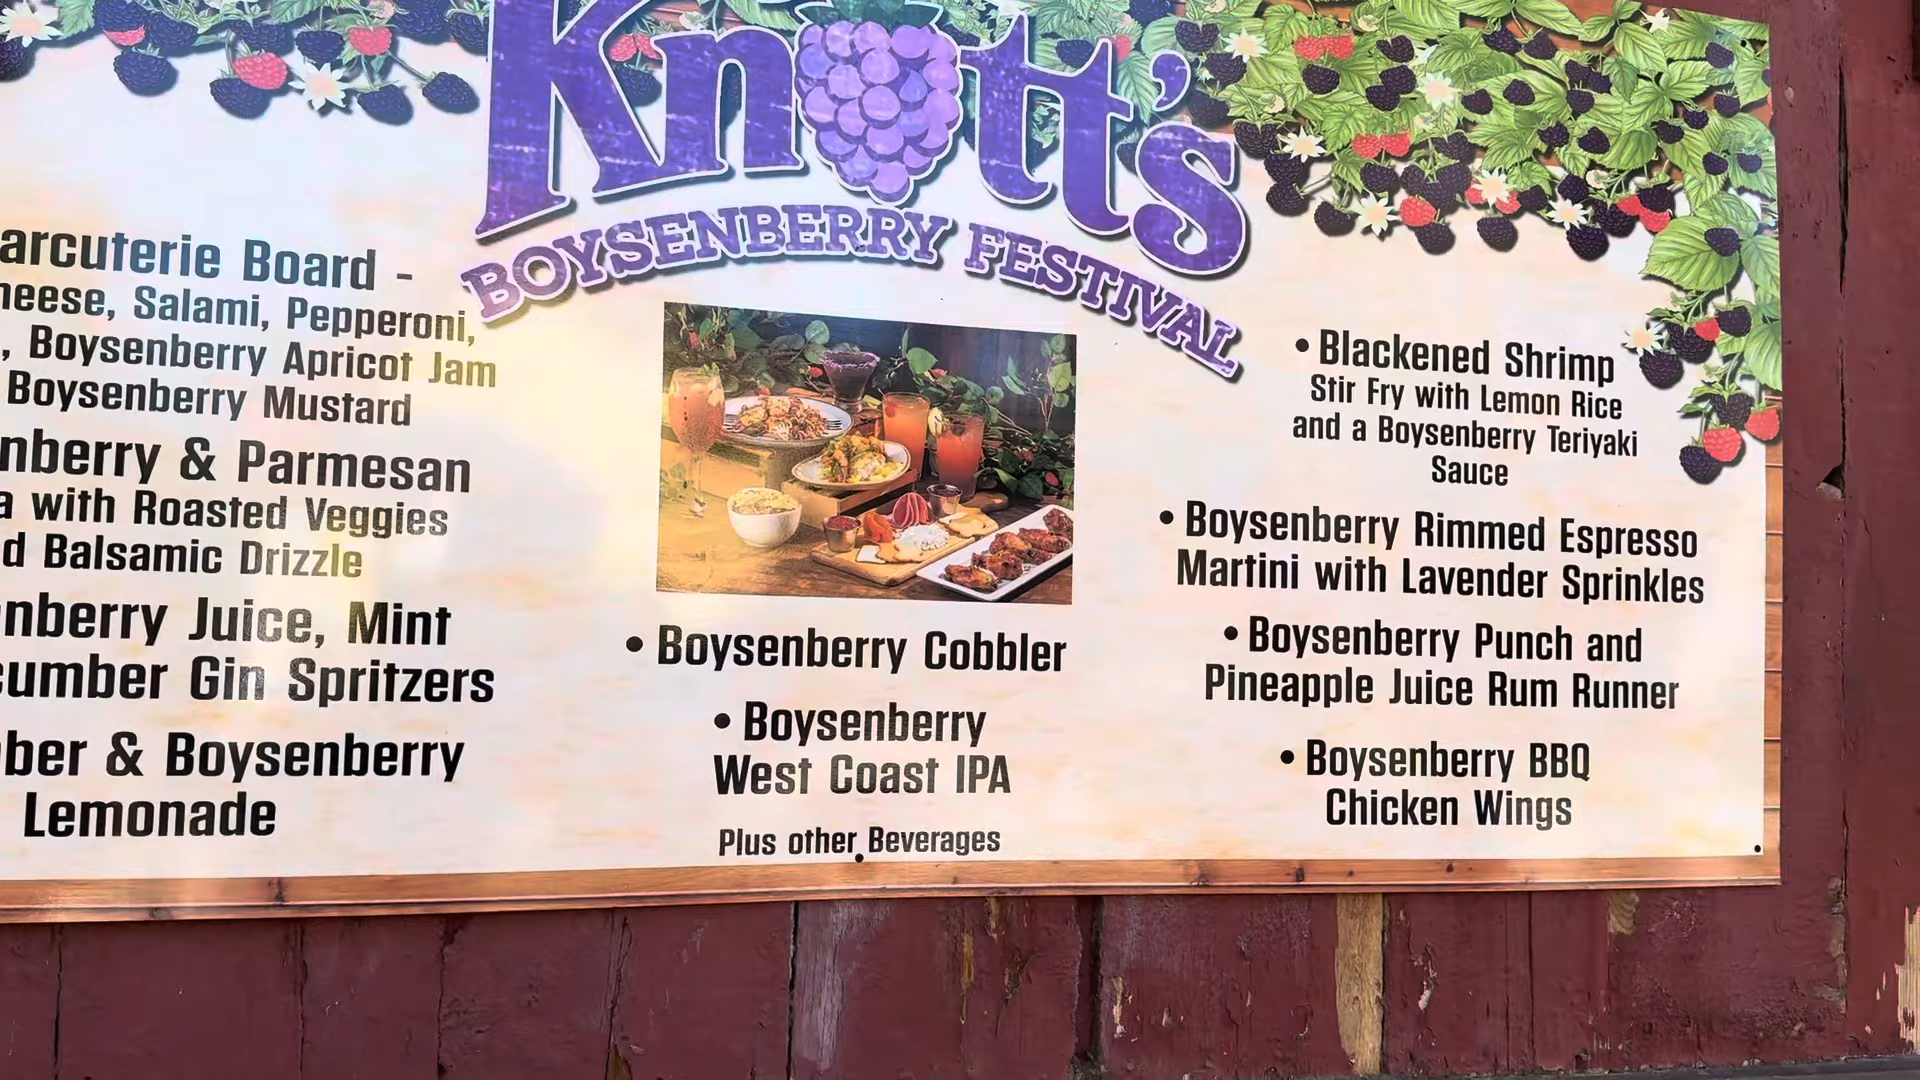 Knott's
BOYSENBERRY FESTIVAL
arcuterie Board -
heese, Salami, Pepperoni,
, Boysenberry Apricot Jam
Boysenberry Mustard
nberry & Parmesan
a with Roasted Veggies
d Balsamic Drizzle
nberry Juice, Mint
cumber Gin Spritzers
ber & Boysenberry
Lemonade
• Boysenberry Cobbler
• Boysenberry
West Coast IPA
Plus other Beverages
• Blackened Shrimp
Stir Fry with Lemon Rice
and a Boysenberry Teriyaki
Sauce
• Boysenberry Rimmed Espresso
Martini with Lavender Sprinkles
• Boysenberry Punch and
Pineapple Juice Rum Runner
• Boysenberry BBQ
Chicken Wings